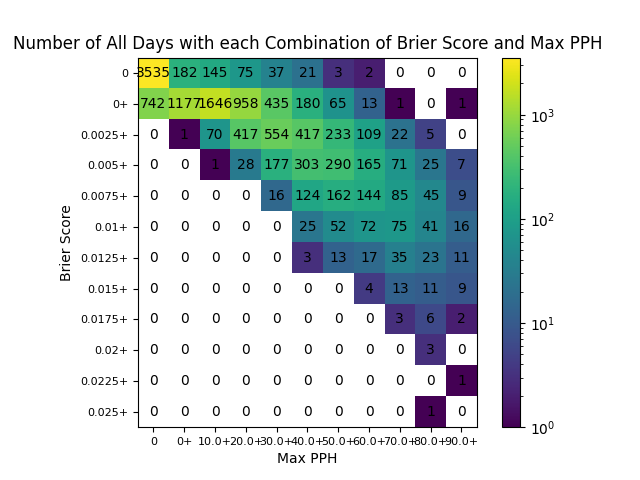 Number of All Days with each Combination of Brier Score and Max PPH
0 3535 182 145 75 37 21 3 2 0 0 0
0+ 742 1177 1646 958 435 180 65 13 1 0 1
0.0025+ 0 1 70 417 554 417 233 109 22 5 0
0.005+ 0 0 1 28 177 303 290 165 71 25 7
0.0075+ 0 0 0 0 16 124 162 144 85 45 9
0.01+ 0 0 0 0 0 25 52 72 75 41 16
0.0125+ 0 0 0 0 0 3 13 17 35 23 11
0.015+ 0 0 0 0 0 0 0 4 13 11 9
0.0175+ 0 0 0 0 0 0 0 0 3 6 2
0.02+ 0 0 0 0 0 0 0 0 0 3 0
0.0225+ 0 0 0 0 0 0 0 0 0 0 1
0.025+ 0 0 0 0 0 0 0 0 0 1 0
0 0+ 10.0+ 20.0+ 30.0+ 40.0+ 50.0+ 60.0+ 70.0+ 80.0+ 90.0+
Max PPH
Brier Score
10³
10²
10¹
10⁰